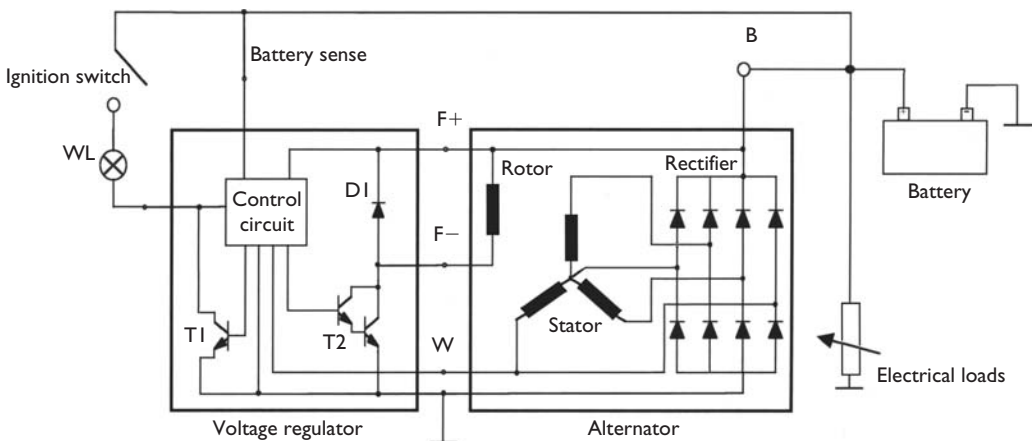 B
Battery sense
Ignition switch
F+
WL
Rotor
Rectifier
Battery
D1
Control
circuit
F−
Stator
T1
T2
W
Electrical loads
Voltage regulator
Alternator
+
−